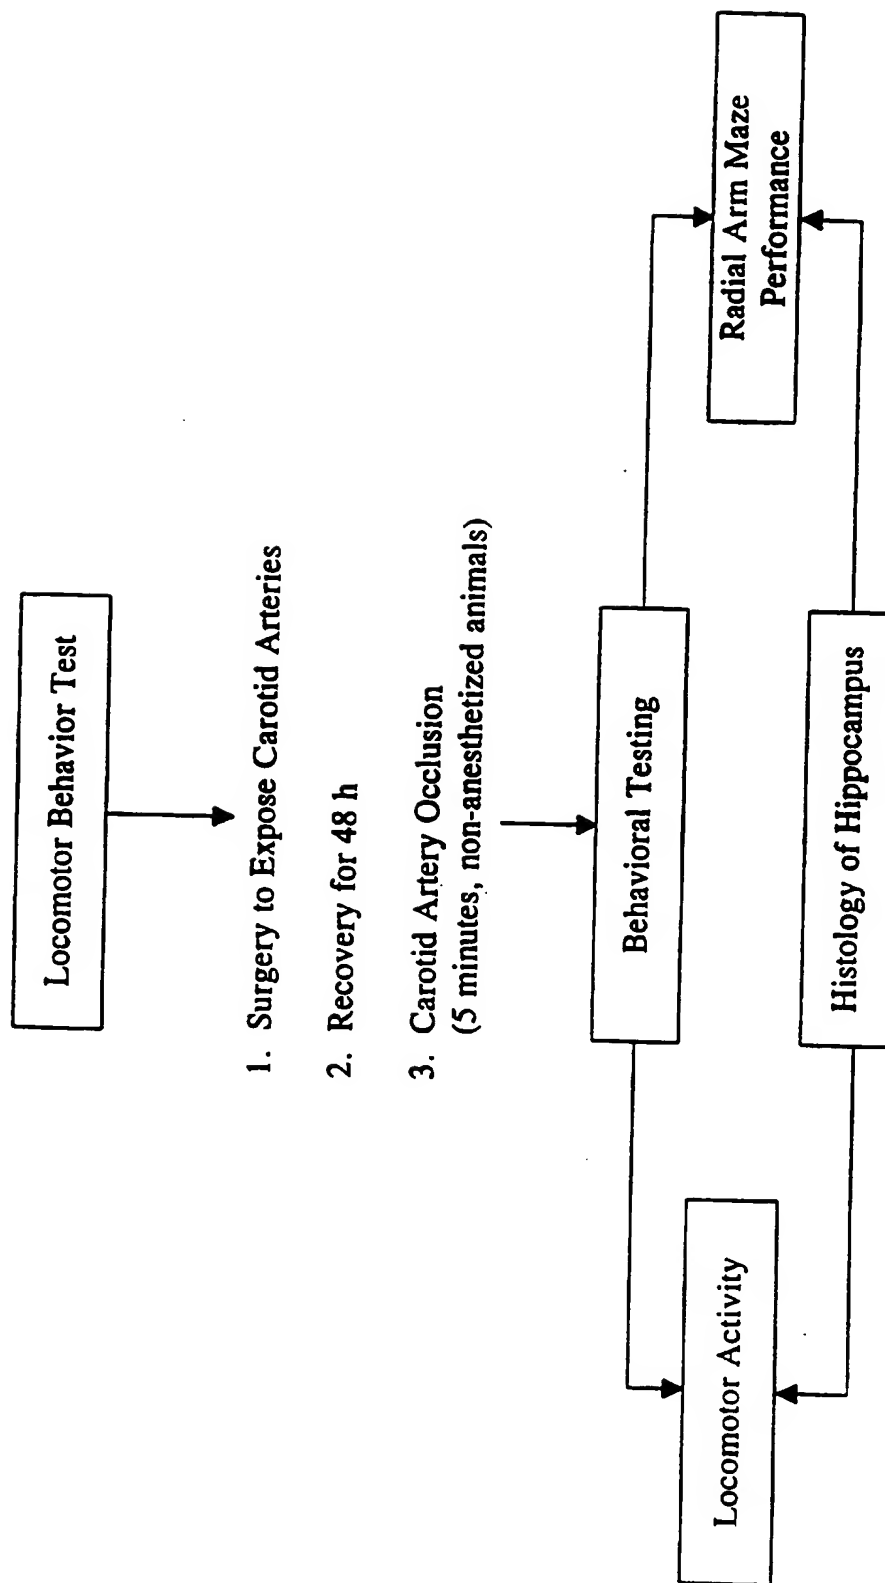 Locomotor Behavior Test
1. Surgery to Expose Carotid Arteries
2. Recovery for 48 h
3. Carotid Artery Occlusion
(5 minutes, non-anesthetized animals)
Behavioral Testing
Locomotor Activity
Radial Arm Maze
Performance
Histology of Hippocampus